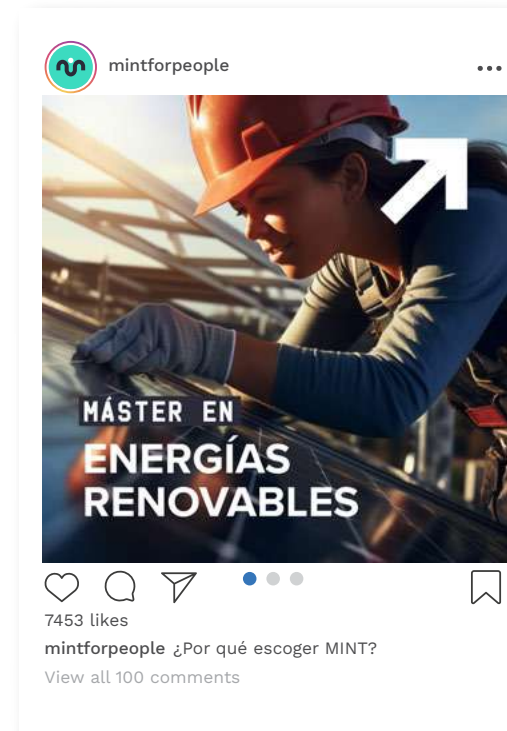 mintforpeople
MÁSTER EN
ENERGÍAS
RENOVABLES
7453 likes
mintforpeople ¿Por qué escoger MINT?
View all 100 comments